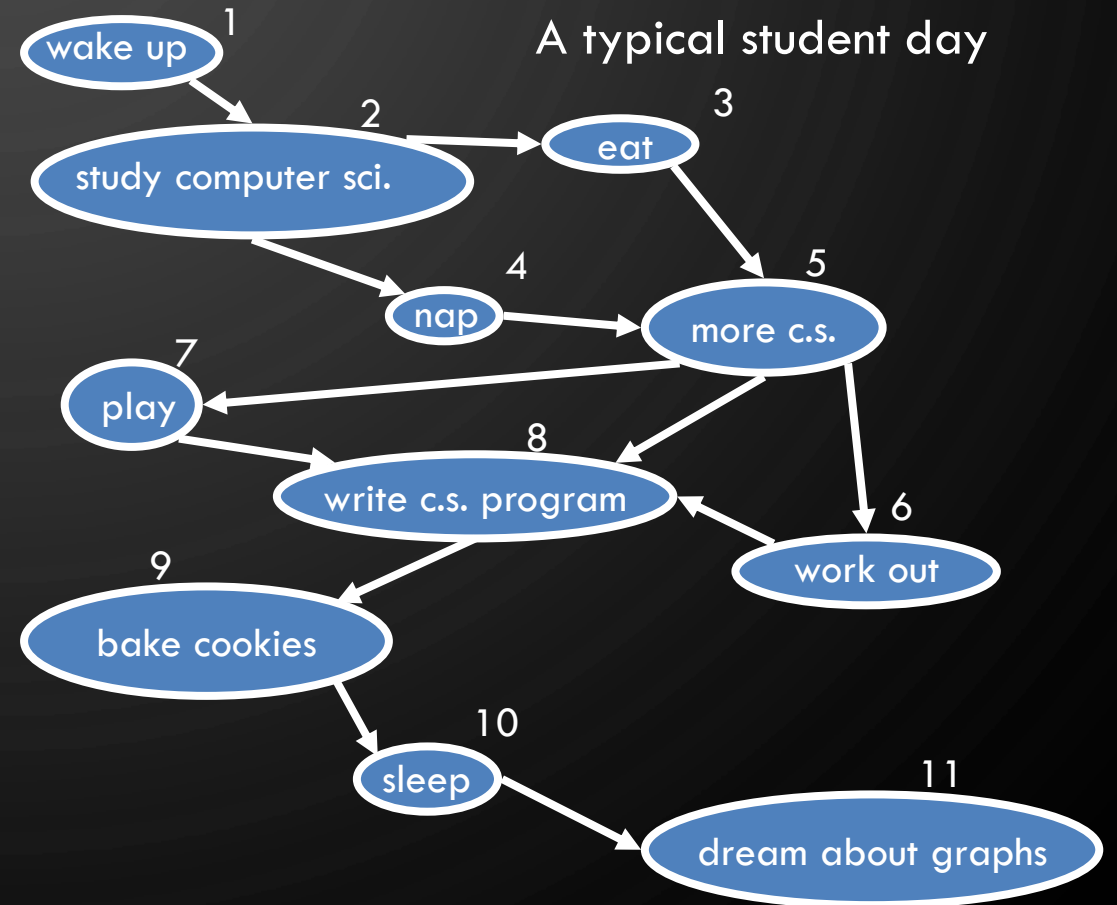 A typical student day
1
wake up
2
study computer sci.
3
eat
4
nap
5
more c.s.
6
work out
7
play
8
write c.s. program
9
bake cookies
10
sleep
11
dream about graphs